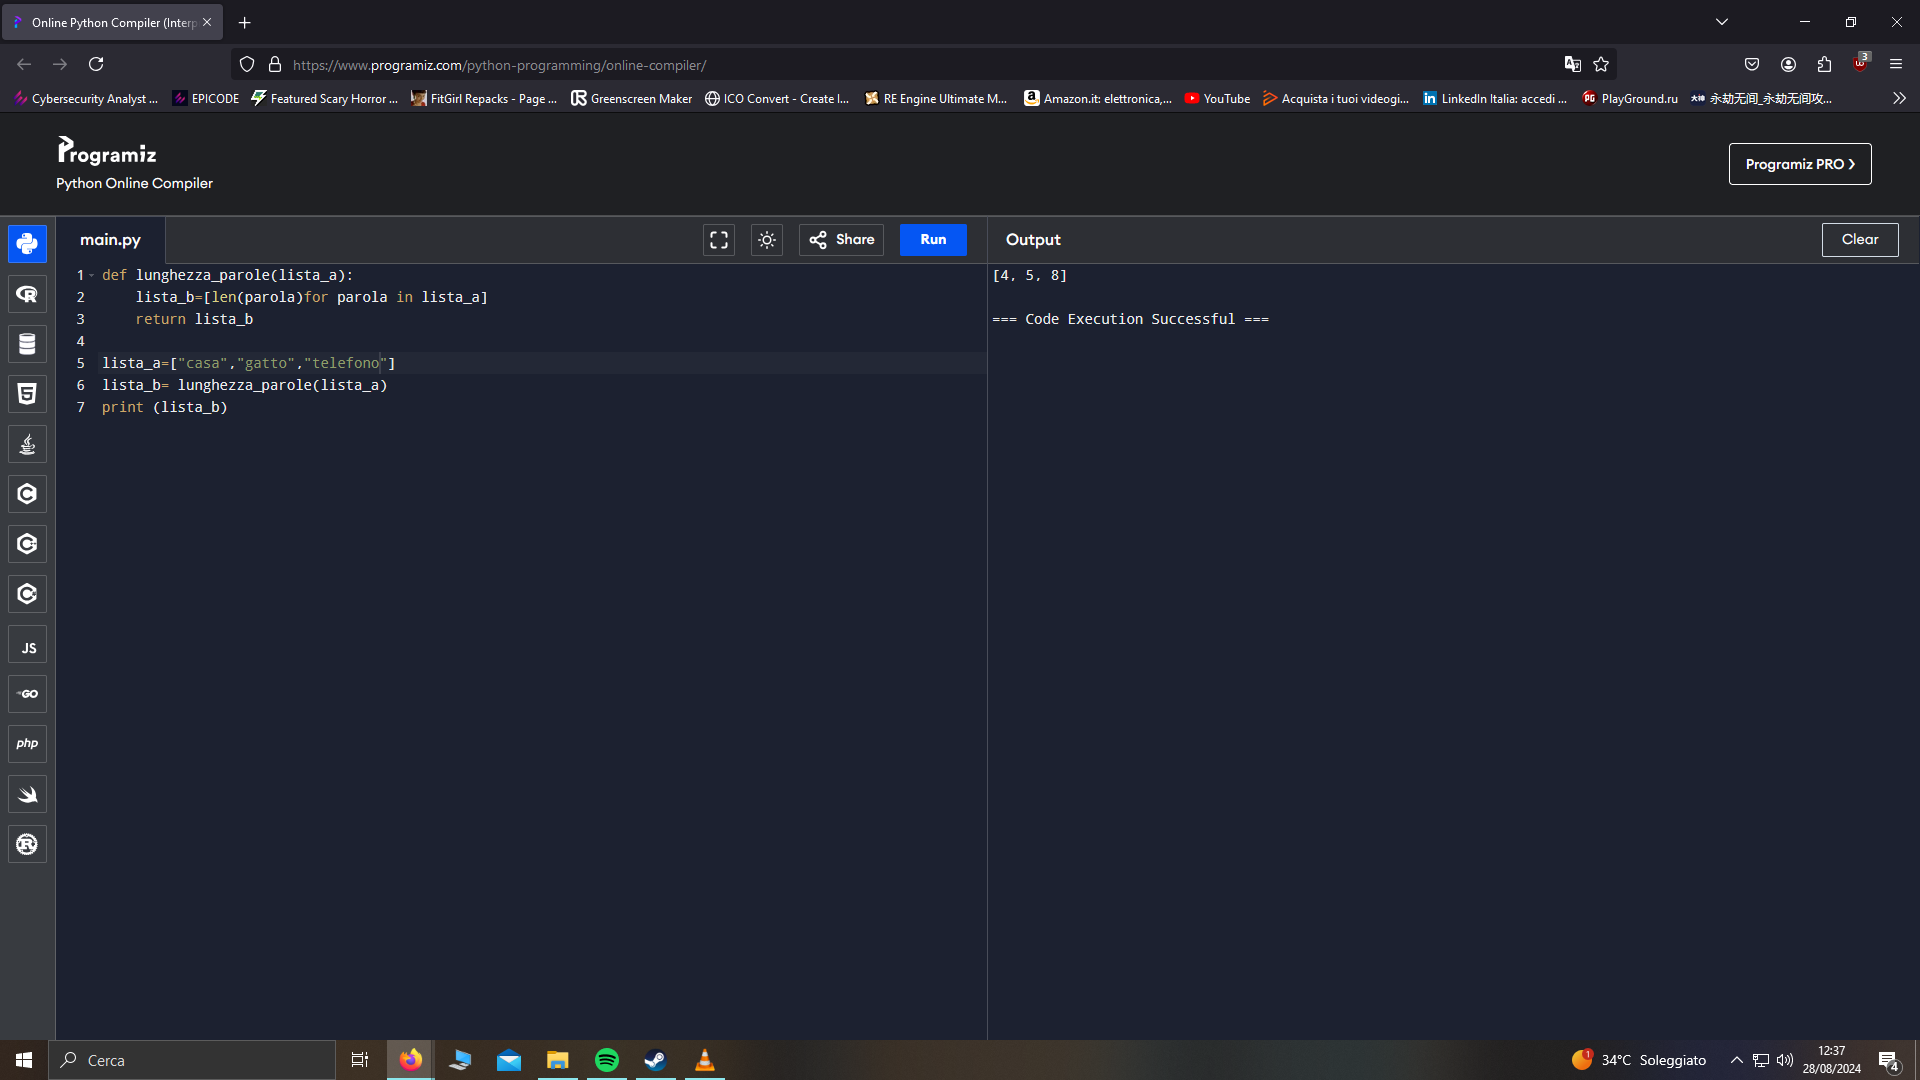 Online Python Compiler (Interp
https://www.programiz.com/python-programming/online-compiler/
3
Cybersecurity Analyst ... EPICODE Featured Scary Horror ... FitGirl Repacks - Page ... Greenscreen Maker ICO Convert - Create I... RE Engine Ultimate M... Amazon.it: elettronica,... YouTube Acquista i tuoi videogi... LinkedIn Italia: accedi ... PlayGround.ru 永劫无间_永劫无间攻...
Programiz
Python Online Compiler
Programiz PRO
main.py
Share
Run
Output
Clear
1 def lunghezza_parole(lista_a):
2     lista_b=[len(parola)for parola in lista_a]
3     return lista_b
4
5 lista_a=["casa","gatto","telefono"]
6 lista_b= lunghezza_parole(lista_a)
7 print (lista_b)
[4, 5, 8]
=== Code Execution Successful ===
JS
GO
php
Cerca
1
34°C Soleggiato
12:37
28/08/2024
4